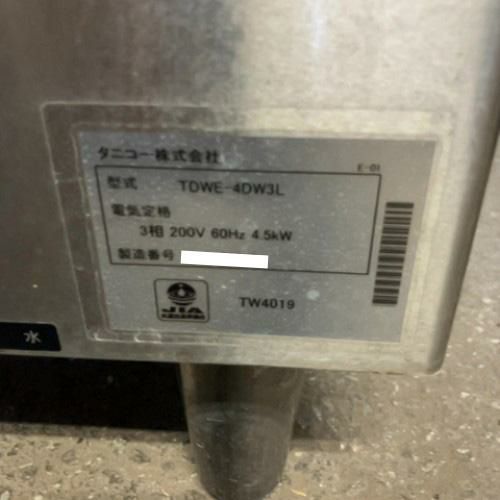 タニコー株式会社
E-01
型式 TDWE-4DW3L
電気定格
3相 200V 60Hz 4.5kW
製造番号
JIA
TW4019
水